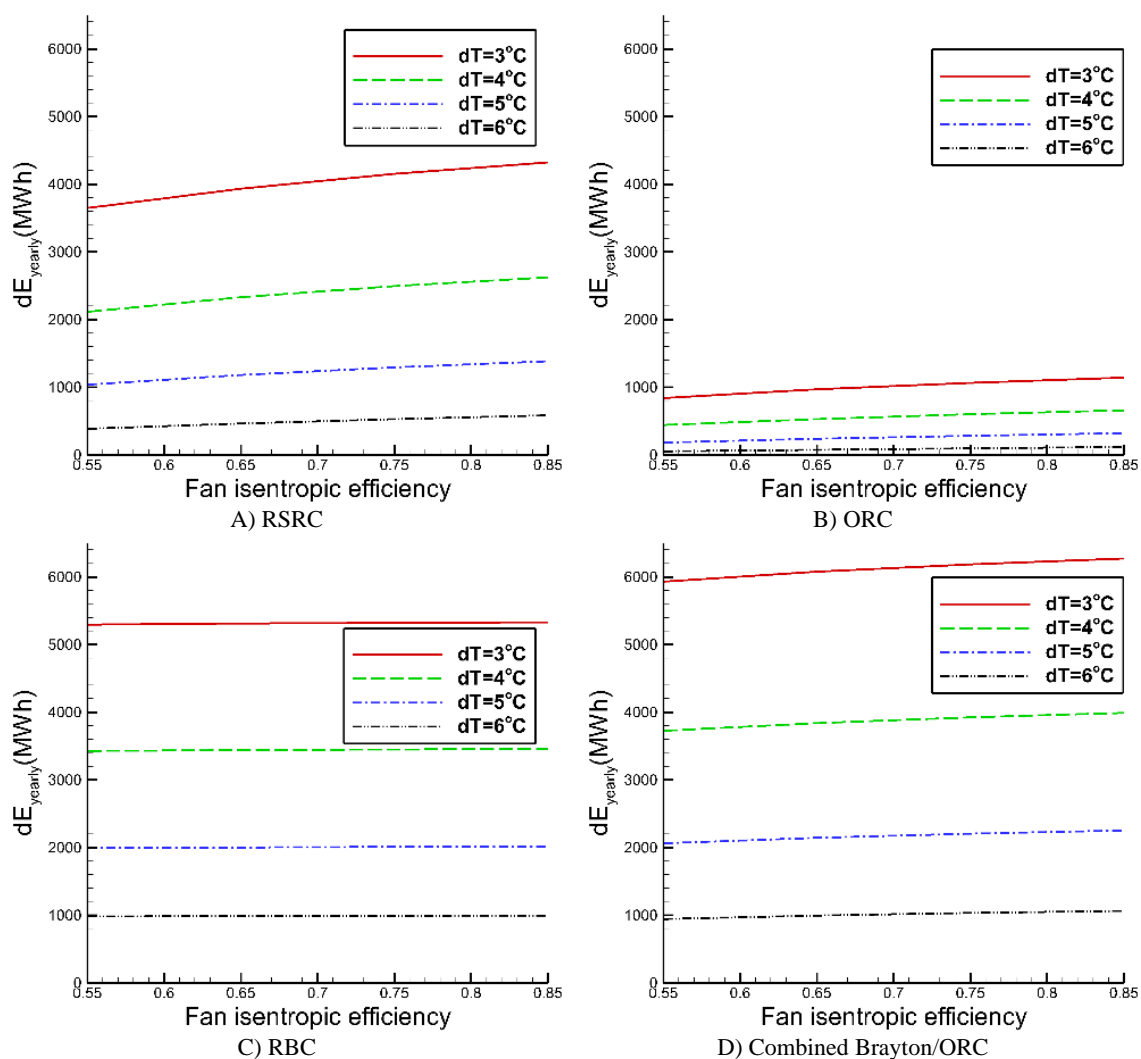 dT=3°C
dT=4°C
dT=5°C
dT=6°C
6000
5000
4000
3000
2000
1000
0
dE_yearly(MWh)
0.55 0.6 0.65 0.7 0.75 0.8 0.85
Fan isentropic efficiency
A) RSRC
dT=3°C
dT=4°C
dT=5°C
dT=6°C
6000
5000
4000
3000
2000
1000
0
dE_yearly(MWh)
0.55 0.6 0.65 0.7 0.75 0.8 0.85
Fan isentropic efficiency
B) ORC
dT=3°C
dT=4°C
dT=5°C
dT=6°C
6000
5000
4000
3000
2000
1000
0
dE_yearly(MWh)
0.55 0.6 0.65 0.7 0.75 0.8 0.85
Fan isentropic efficiency
C) RBC
dT=3°C
dT=4°C
dT=5°C
dT=6°C
6000
5000
4000
3000
2000
1000
0
dE_yearly(MWh)
0.55 0.6 0.65 0.7 0.75 0.8 0.85
Fan isentropic efficiency
D) Combined Brayton/ORC